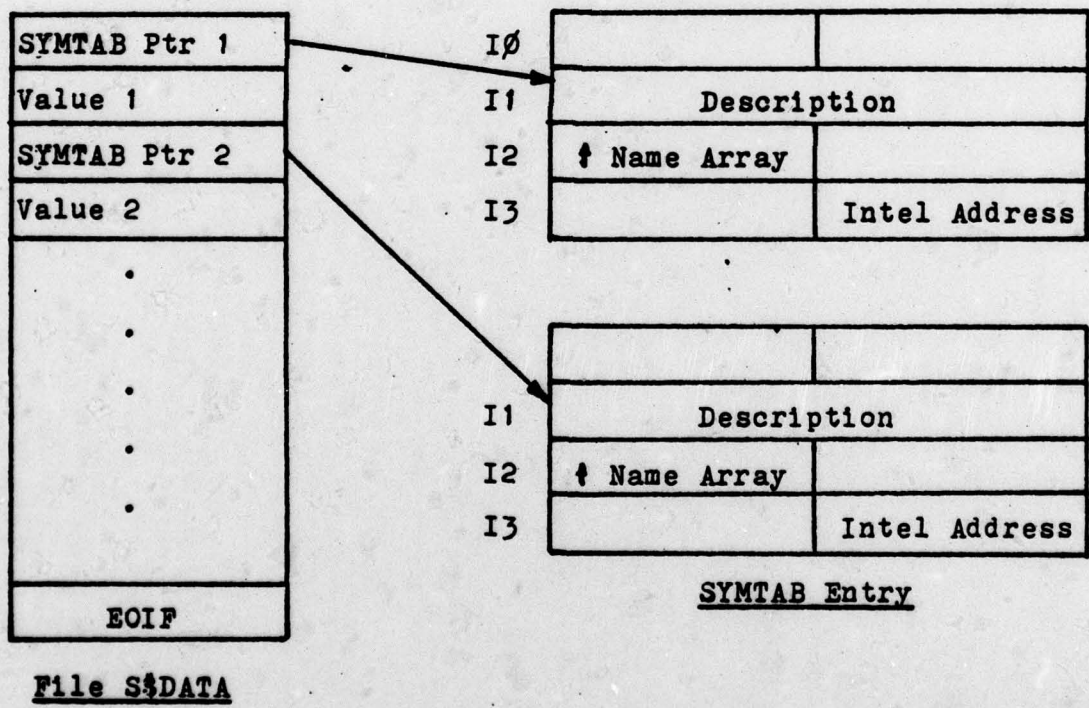 SYMTAB Ptr 1
Value 1
SYMTAB Ptr 2
Value 2
EOIF
File S$DATA
IØ
I1 Description
I2 ↑ Name Array
I3 Intel Address
I1 Description
I2 ↑ Name Array
I3 Intel Address
SYMTAB Entry